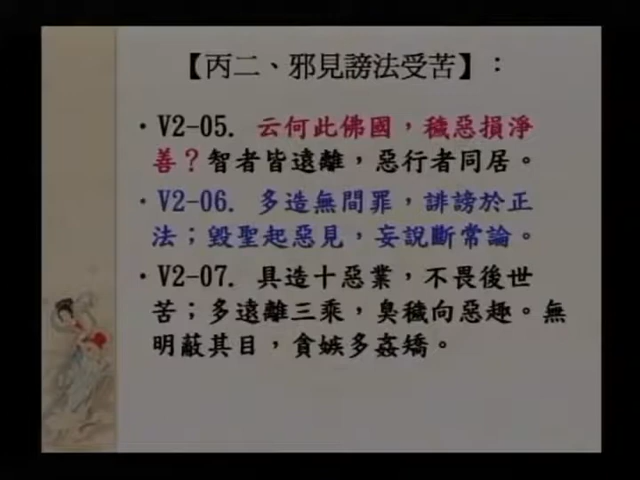 【丙二、邪見謗法受苦】：
・V2-05. 云何此佛國，穢惡損淨
善？智者皆遠離，惡行者同居。
・V2-06. 多造無間罪，誹謗於正
法；毀聖起惡見，妄說斷常論。
・V2-07. 具造十惡業，不畏後世
苦；多遠離三乘，臭穢向惡趣。無
明蔽其目，貪嫉多姦矯。